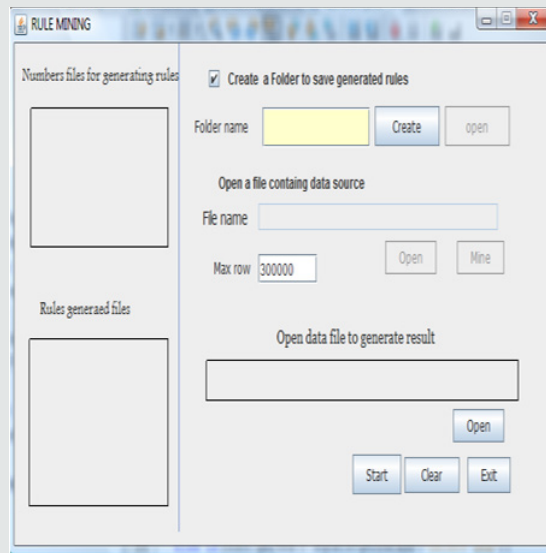 RULE MINING
Numbers files for generating rules
Create a Folder to save generated rules
Folder name
Create
open
Open a file containg data source
File name
Max row 300000
Open
Mine
Rules generaed files
Open data file to generate result
Open
Start
Clear
Exit